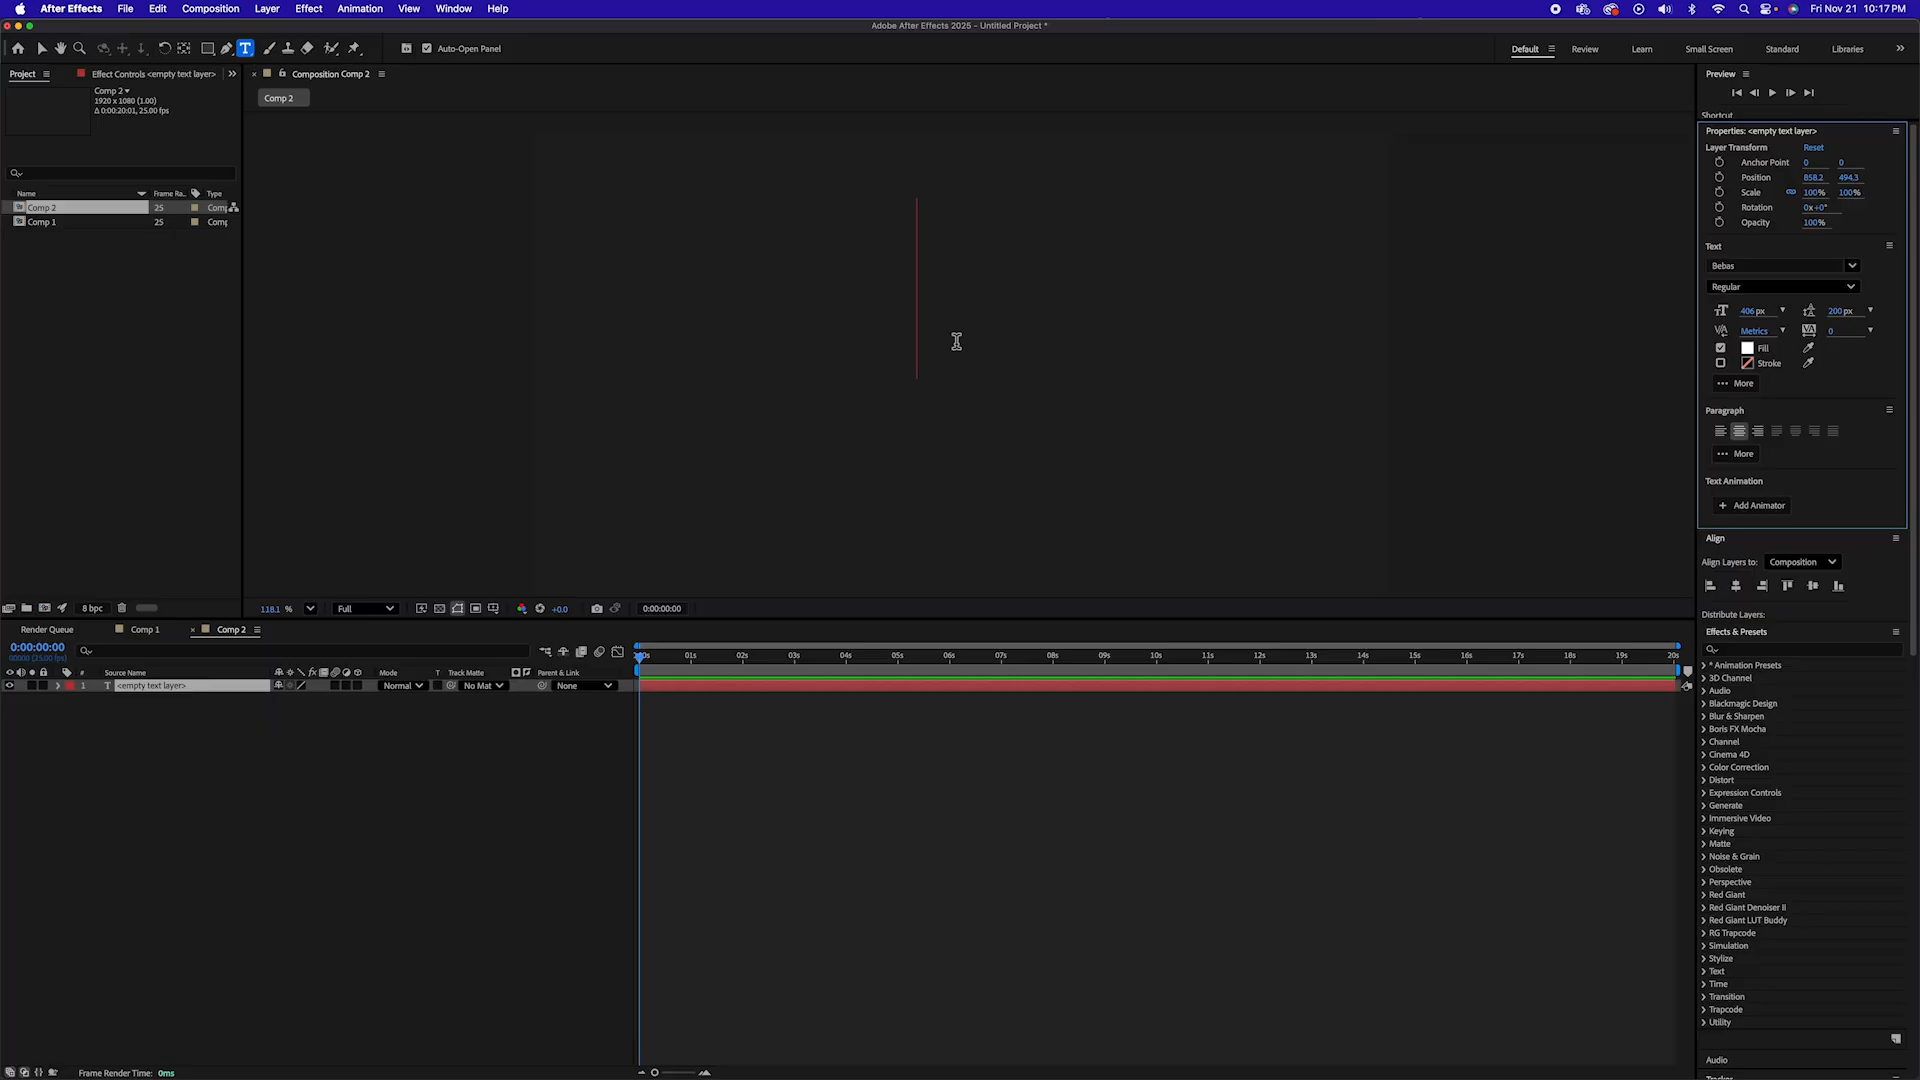 After Effects File Edit Composition Layer Effect Animation View Window Help Fri Nov 21 10:17 PM
Adobe After Effects 2025 - Untitled Project *
T Auto-Open Panel Default Review Learn Small Screen Standard Libraries
Project Effect Controls <empty text layer> Composition Comp 2 Preview
Comp 2
1920 x 1080 (1.00)
Δ 0:00:20:01, 25.00 fps
Comp 2
Shortcut
Properties: <empty text layer>
Layer Transform Reset
Anchor Point 0 0
Position 858.2 494.3
Scale 100% 100%
Rotation 0x+0°
Opacity 100%
Name Frame Ra... Type
Comp 2 25 Comp
Comp 1 25 Comp
Text
Bebas
Regular
406 px 200 px
Metrics 0
Fill
Stroke
More
Paragraph
More
Text Animation
+ Add Animator
Align
Align Layers to: Composition
Distribute Layers:
8 bpc 118.1 % Full +0.0 0:00:00:00
Render Queue Comp 1 Comp 2
0:00:00:00
00000 (25.00 fps)
01s 02s 03s 04s 05s 06s 07s 08s 09s 10s 11s 12s 13s 14s 15s 16s 17s 18s 19s 20s
# Source Name Mode T Track Matte Parent & Link
1 T <empty text layer> Normal No Mat None
Effects & Presets
* Animation Presets
3D Channel
Audio
Blackmagic Design
Blur & Sharpen
Boris FX Mocha
Channel
Cinema 4D
Color Correction
Distort
Expression Controls
Generate
Immersive Video
Keying
Matte
Noise & Grain
Obsolete
Perspective
Red Giant
Red Giant Denoiser II
Red Giant LUT Buddy
RG Trapcode
Simulation
Stylize
Text
Time
Transition
Trapcode
Utility
Audio
Frame Render Time: 0ms